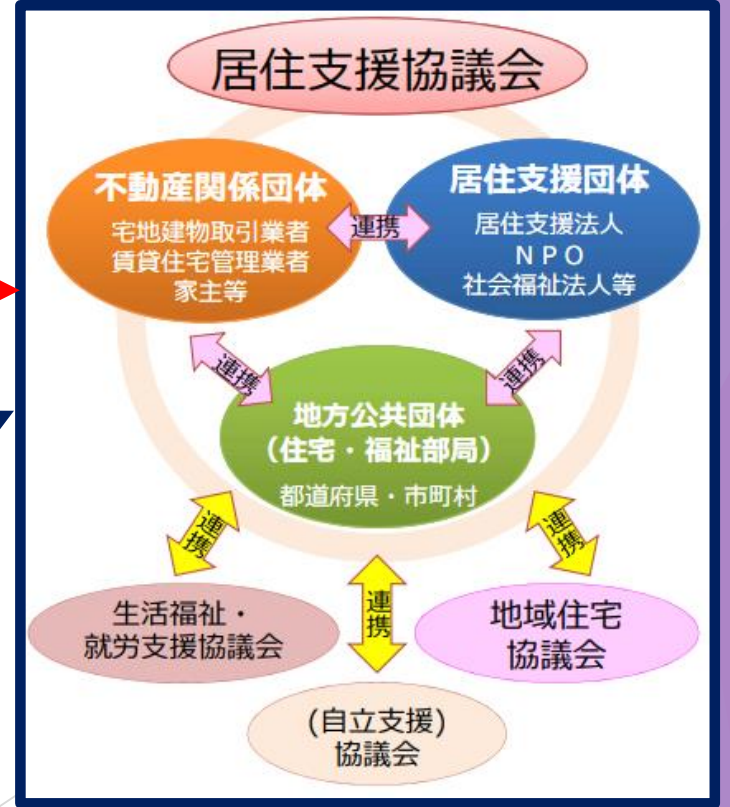 居住支援協議会
不動産関係団体
宅地建物取引業者
賃貸住宅管理業者
家主等
連携
居住支援団体
居住支援法人
NPO
社会福祉法人等
連携
連携
地方公共団体
(住宅・福祉部局)
都道府県・市町村
連携
連携
連携
生活福祉・
就労支援協議会
地域住宅
協議会
(自立支援)
協議会